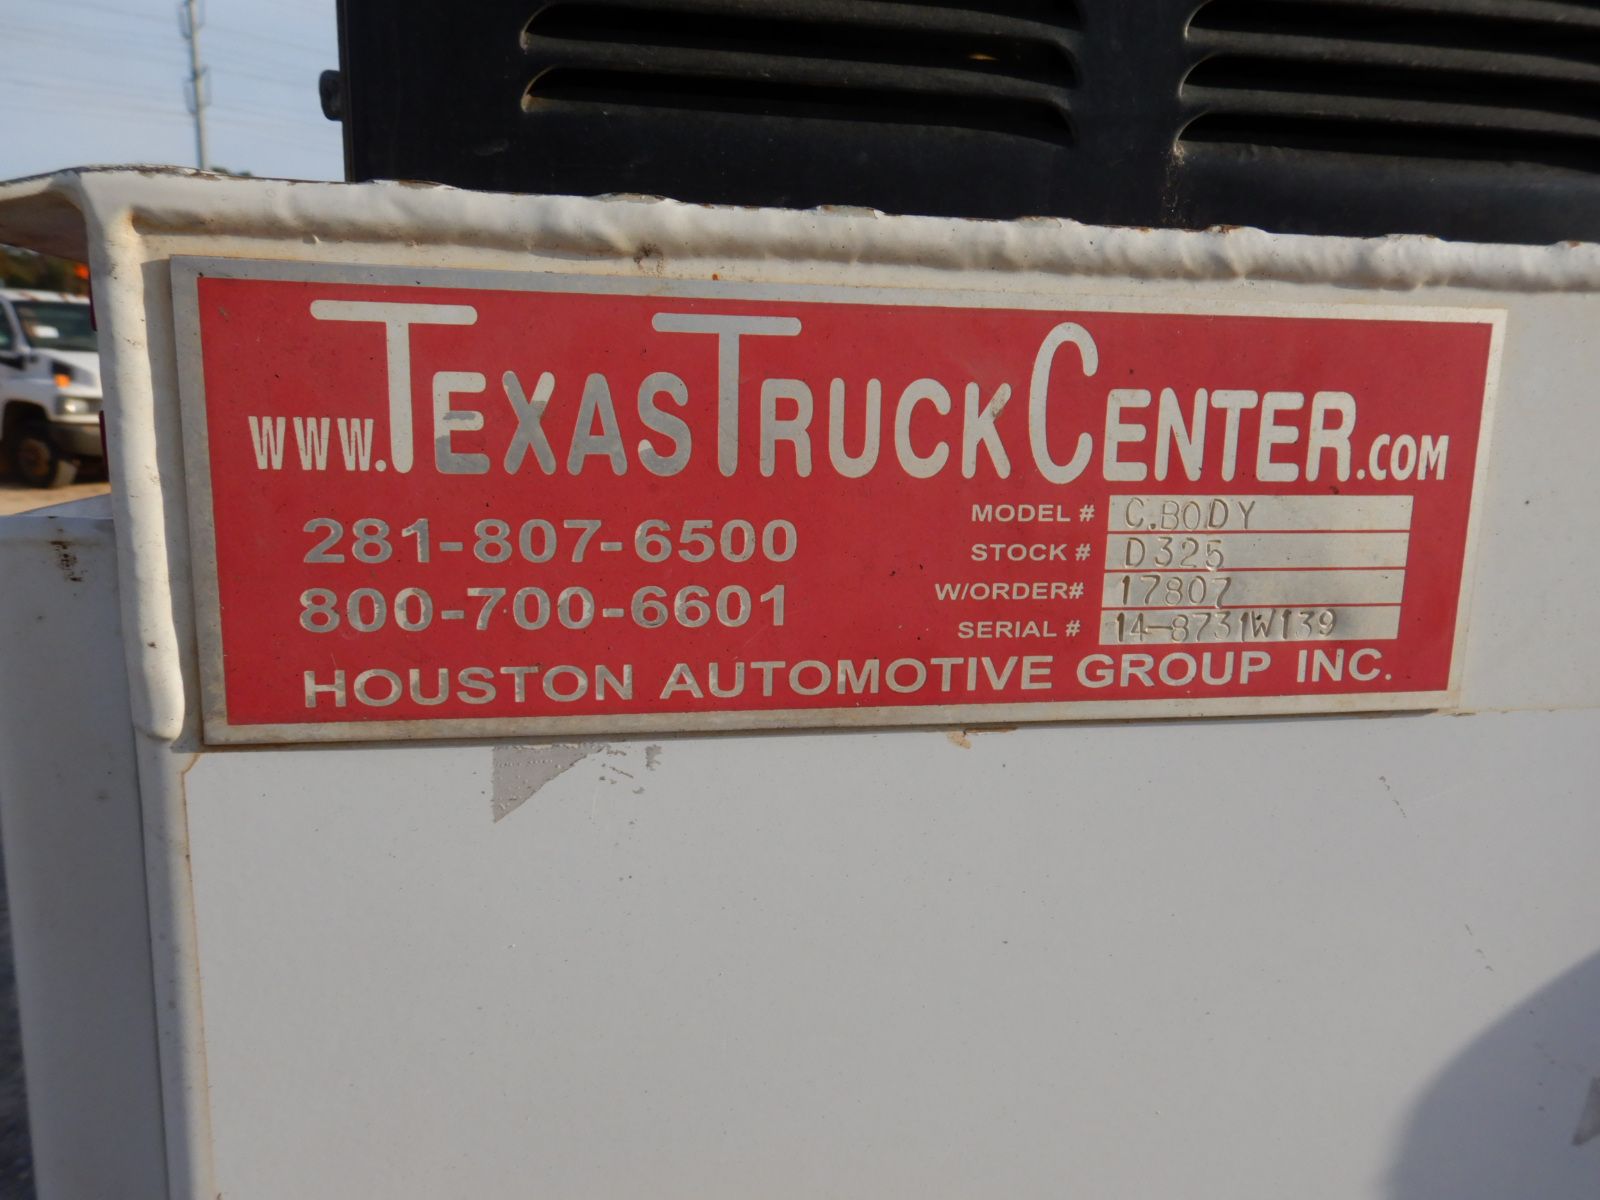 www.TexasTruckCenter.com
281-807-6500
800-700-6601
MODEL # C.BODY
STOCK # D325
W/ORDER# 17807
SERIAL # 14-8731W139
HOUSTON AUTOMOTIVE GROUP INC.